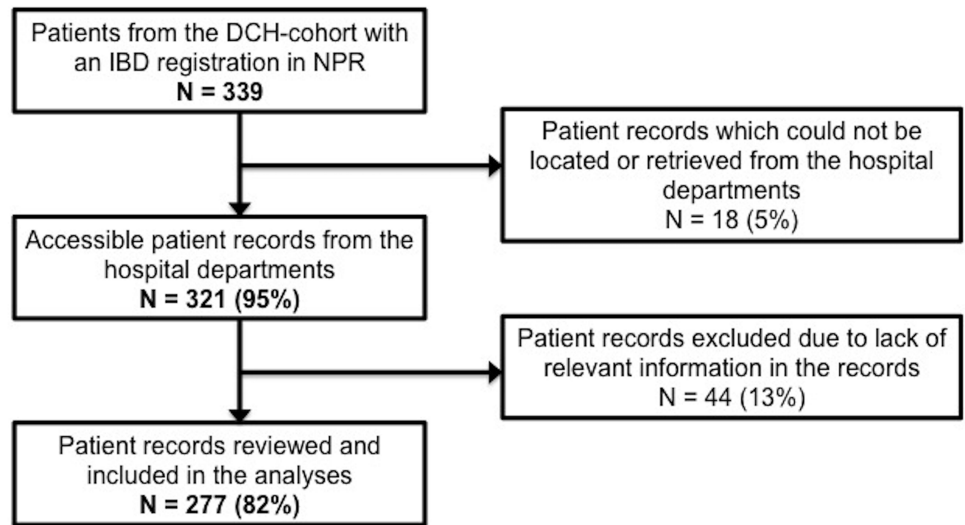 Patients from the DCH-cohort with
an IBD registration in NPR
N = 339
Patient records which could not be
located or retrieved from the hospital
departments
N = 18 (5%)
Accessible patient records from the
hospital departments
N = 321 (95%)
Patient records excluded due to lack of
relevant information in the records
N = 44 (13%)
Patient records reviewed and
included in the analyses
N = 277 (82%)